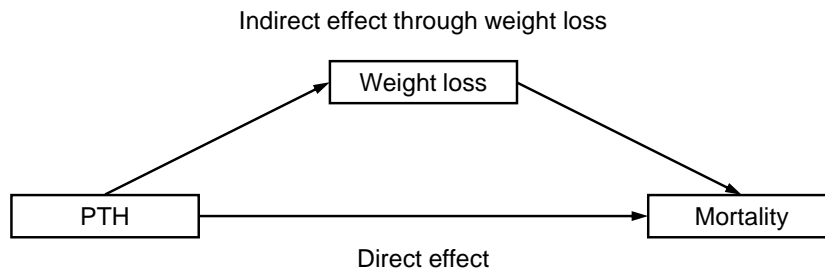 Indirect effect through weight loss
Weight loss
PTH
Mortality
Direct effect